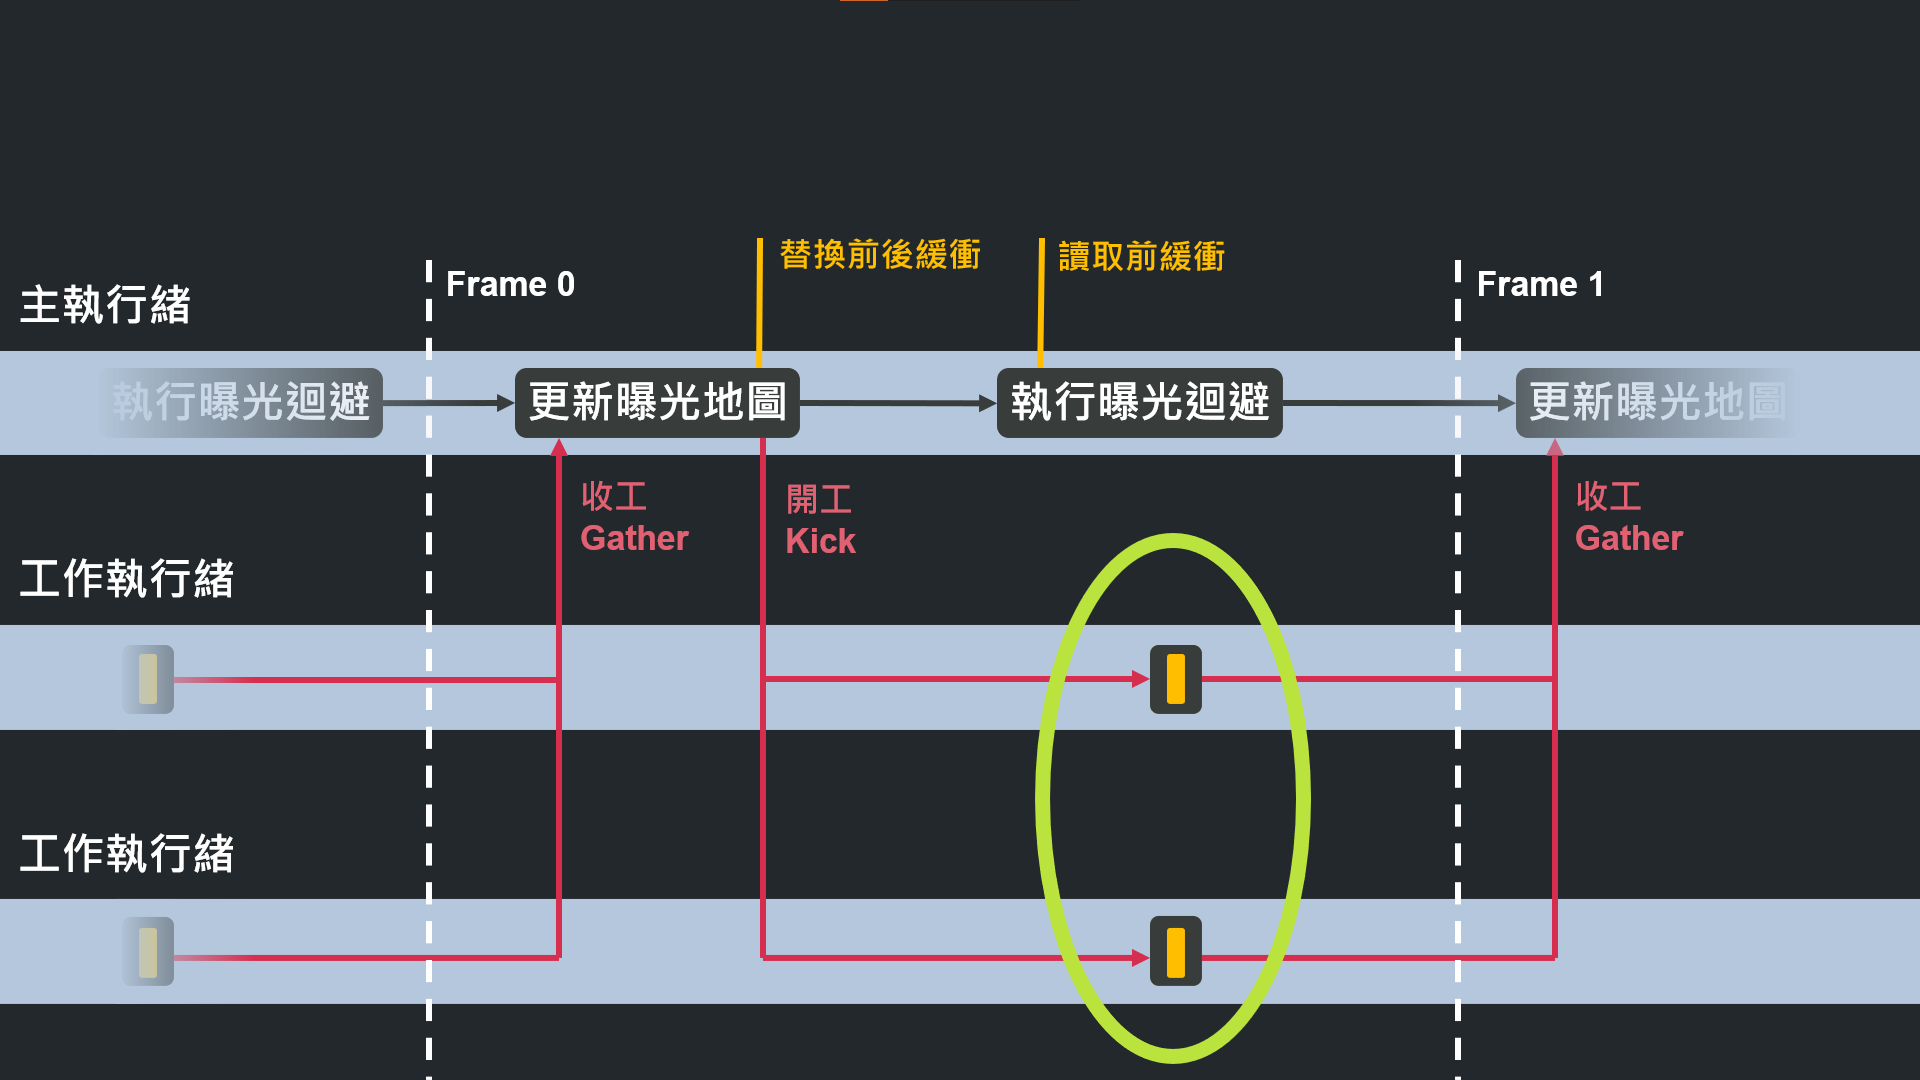 替換前後緩衝
讀取前緩衝
Frame 0
Frame 1
主執行緒
執行曝光迴避
更新曝光地圖
執行曝光迴避
更新曝光地圖
收工
Gather
開工
Kick
收工
Gather
工作執行緒
工作執行緒